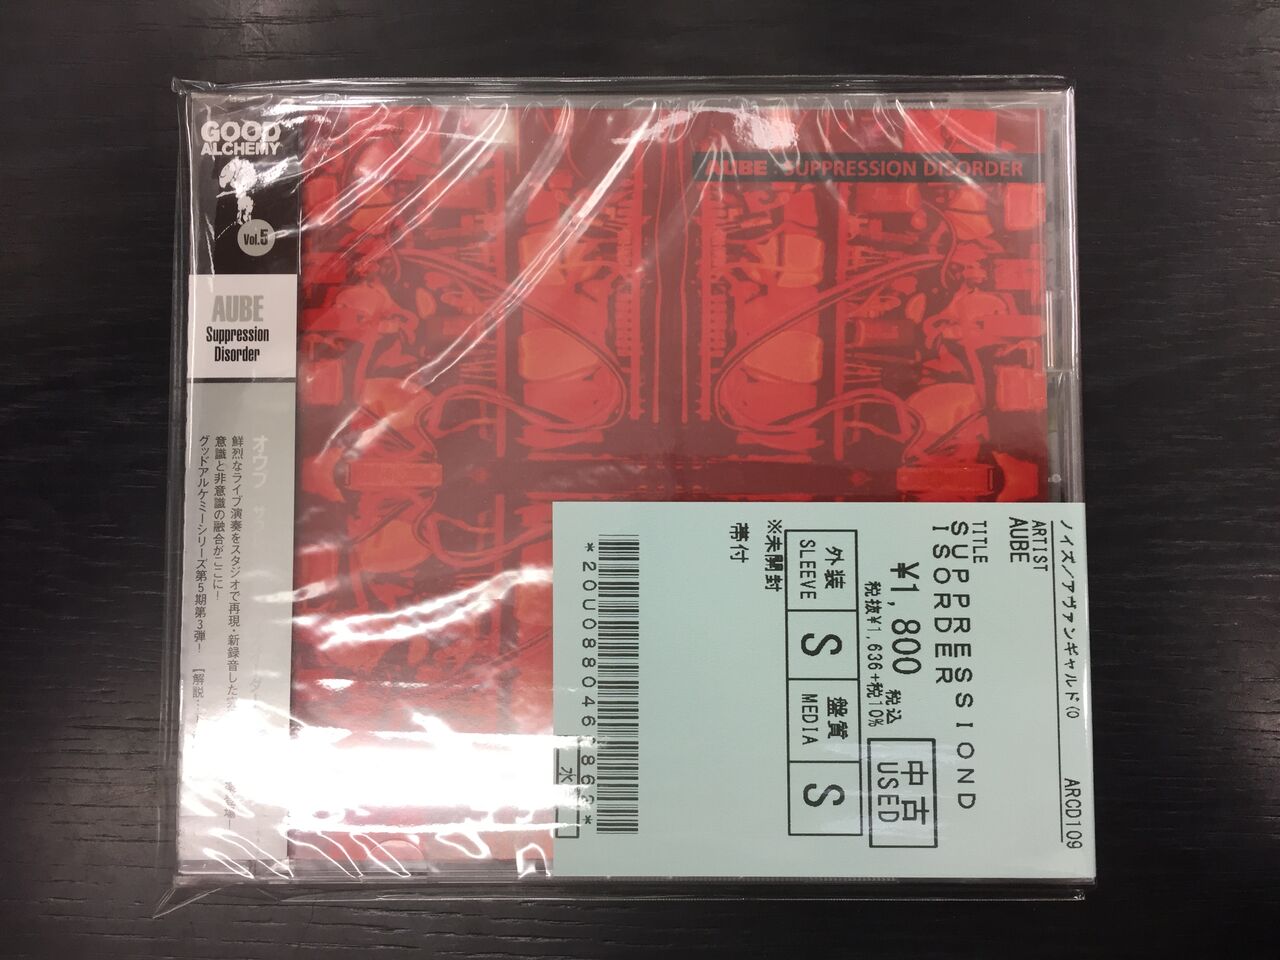 GOOD
ALCHEMY
Vol.5
AUBE
Suppression
Disorder
オウブ
鮮烈なライブ演奏をスタジオで再現・新録音した
意識と非意識の融合がここに!
グッドアルケミーシリーズ第5期第3弾!
AUBE : SUPPRESSION DISORDER
ノイズ/アヴァンギャルド(O
ARCD109
ARTIST
AUBE
TITLE
SUPPRESSIOND
ISORDER
¥1,800 税込
税抜¥1,636+税10%
中古
USED
外装
SLEEVE
S
盤質
MEDIA
S
※未開封
帯付
水